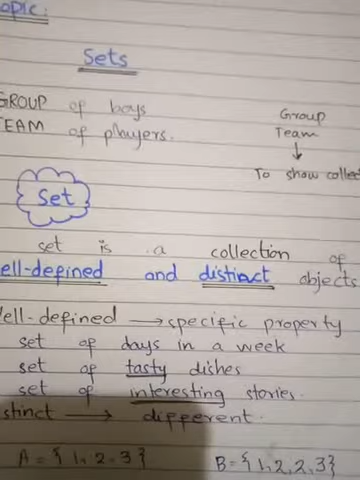 opic:
Sets
GROUP of boys
TEAM of players.
Group
Team
↓
To show collec
Set
set is a collection of
ell-defined and distinct objects
ell-defined → specific property
set of days in a week
set of tasty dishes
set of interesting stories.
stinct → different.
A = {1, 2, 3}
B = {1, 2, 2, 3}